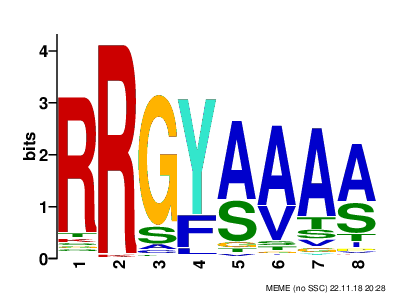 bits
4
3
2
1
0
R R G Y A A A A
S F S V T S
1 2 3 4 5 6 7 8
MEME (no SSC) 22.11.18 20:28